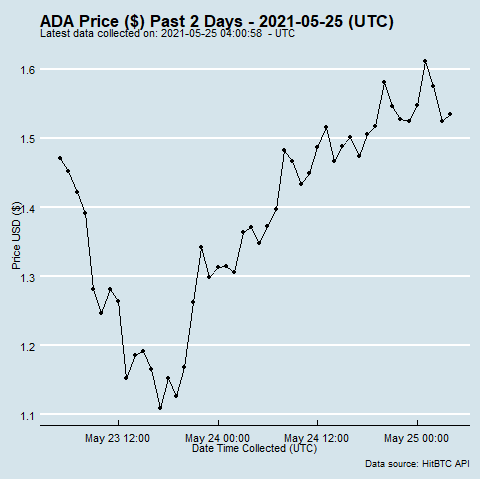 ADA Price ($) Past 2 Days - 2021-05-25 (UTC)
Latest data collected on: 2021-05-25 04:00:58 - UTC
1.6
1.5
1.4
1.3
1.2
1.1
Price USD ($)
May 23 12:00
May 24 00:00
May 24 12:00
May 25 00:00
Date Time Collected (UTC)
Data source: HitBTC API